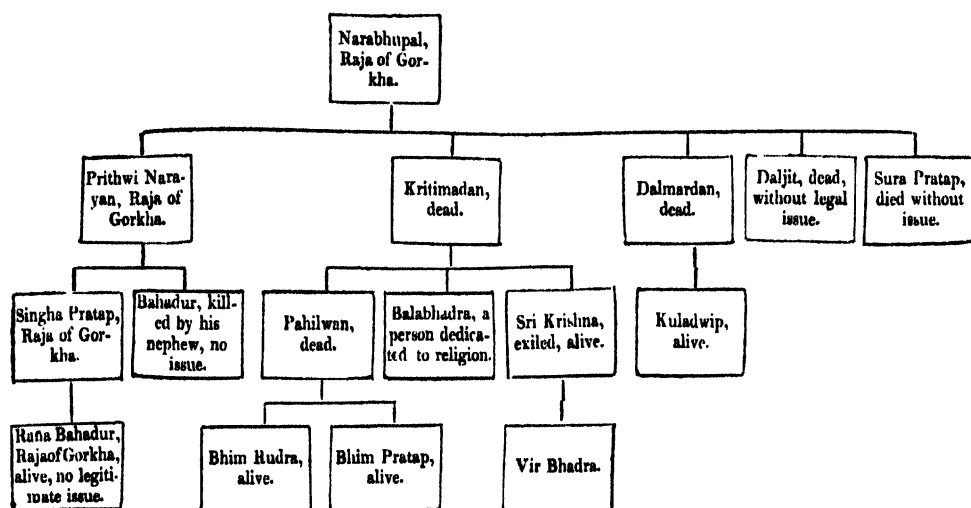 Narabhupal,
Raja of Gor-
kha.
Prithwi Nara-
yan, Raja of
Gorkha.
Kritimadan,
dead.
Dalmardan,
dead.
Daljit, dead,
without legal
issue.
Sura Pratap,
died without
issue.
Singha Pratap,
Raja of Gor-
kha.
Bahadur, kill-
ed by his
nephew, no
issue.
Pahilwan,
dead.
Balabhadra, a
person dedica-
ted to religion.
Sri Krishna,
exiled, alive.
Kuladwip,
alive.
Rana Bahadur,
Raja of Gorkha,
alive, no legiti-
mate issue.
Bhim Rudra,
alive.
Bhim Pratap,
alive.
Vir Bhadra.